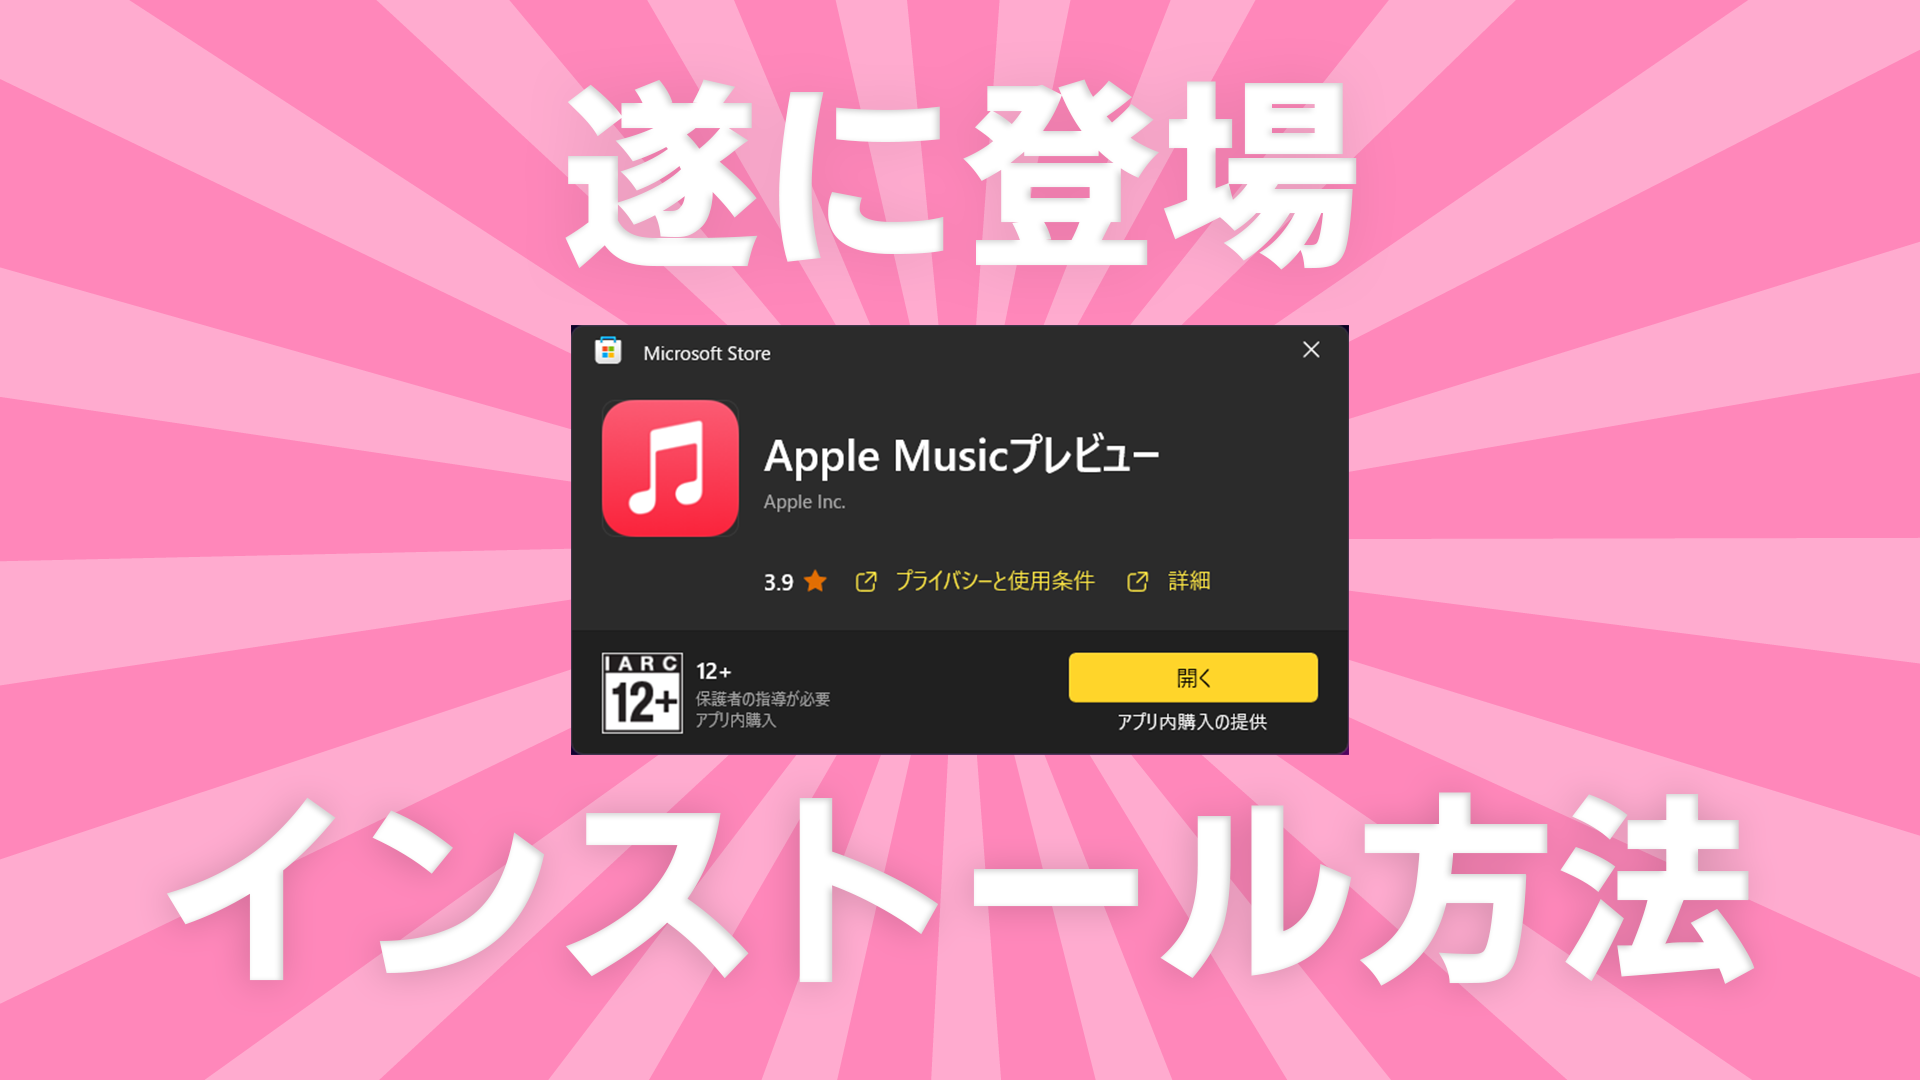 遂に登場
Microsoft Store
Apple Musicプレビュー
Apple Inc.
3.9 プライバシーと使用条件 詳細
IARC
12+
12+
保護者の指導が必要
アプリ内購入
開く
アプリ内購入の提供
インストール方法